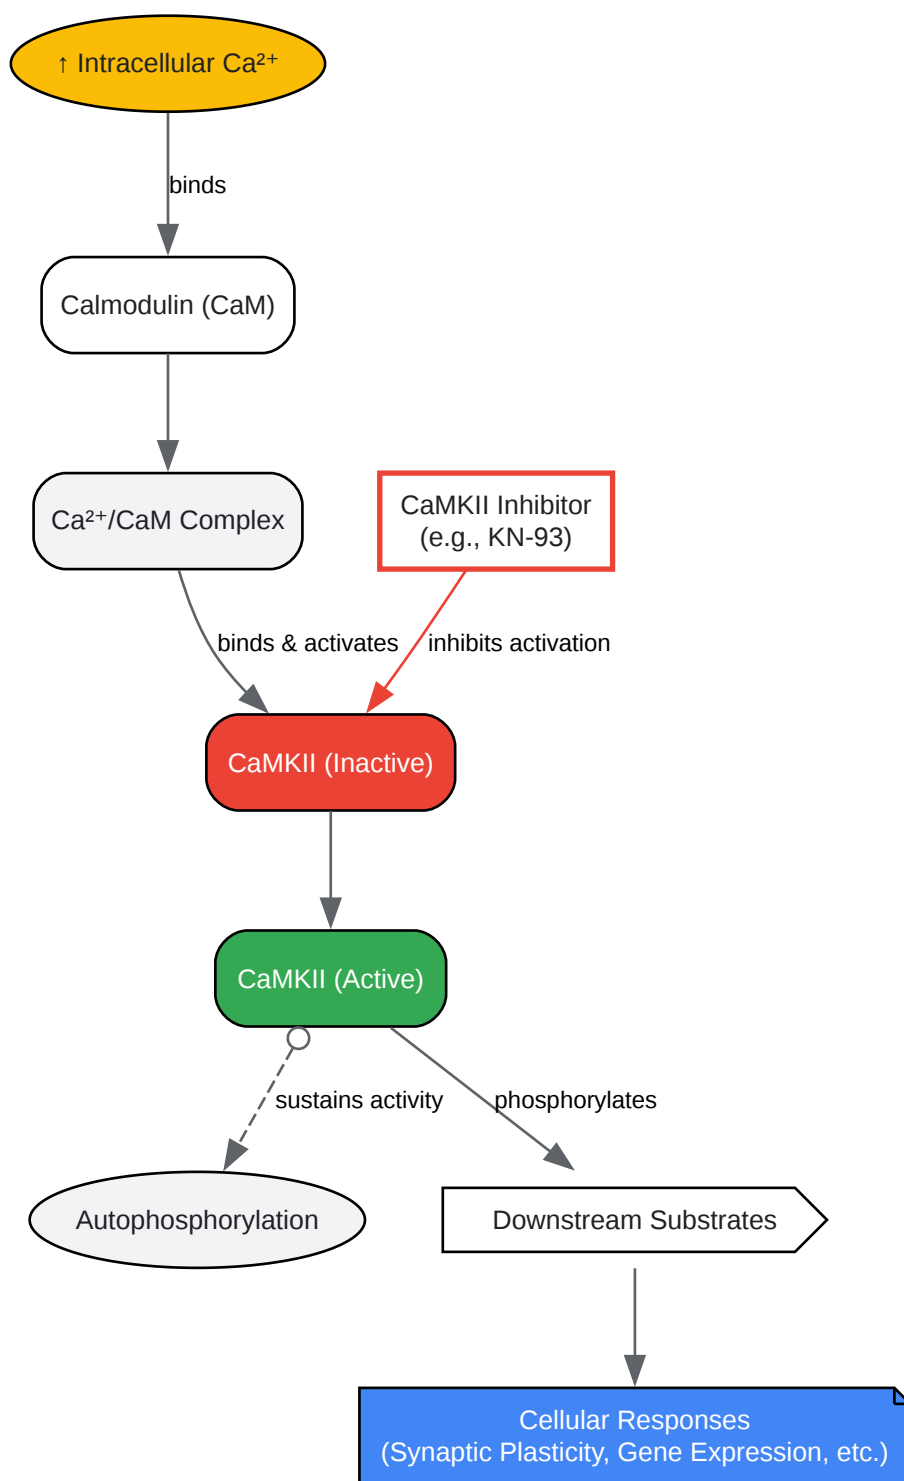 ↑ Intracellular Ca²⁺
binds
Calmodulin (CaM)
Ca²⁺/CaM Complex
CaMKII Inhibitor
(e.g., KN-93)
binds & activates
inhibits activation
CaMKII (Inactive)
CaMKII (Active)
sustains activity
phosphorylates
Autophosphorylation
Downstream Substrates
Cellular Responses
(Synaptic Plasticity, Gene Expression, etc.)